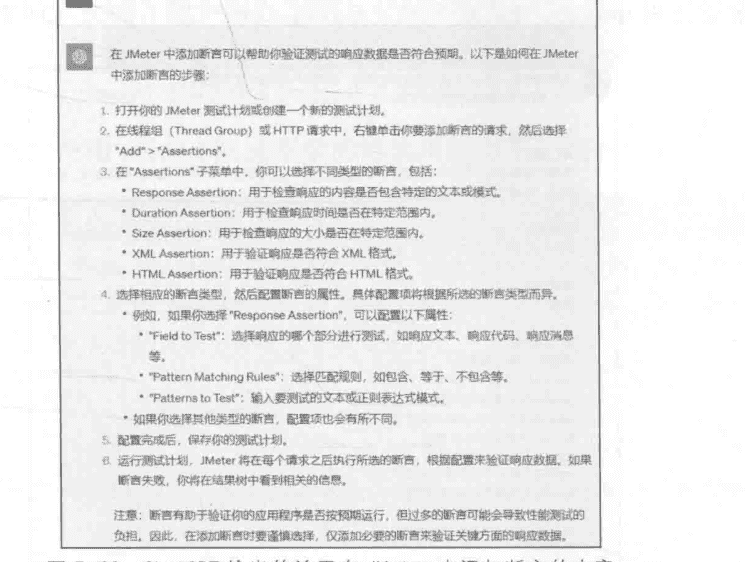 在 JMeter 中添加断言可以帮助你验证测试的响应数据是否符合预期。以下是如何在 JMeter
中添加断言的步骤：
1. 打开你的 JMeter 测试计划或创建一个新的测试计划。
2. 在线程组（Thread Group）或 HTTP 请求中，右键单击你要添加断言的请求，然后选择
"Add" > "Assertions"。
3. 在 "Assertions" 子菜单中，你可以选择不同类型的断言，包括：
• Response Assertion：用于检查响应的内容是否包含特定的文本或模式。
• Duration Assertion：用于检查响应时间是否在特定范围内。
• Size Assertion：用于检查响应的大小是否在特定范围内。
• XML Assertion：用于验证响应是否符合 XML 格式。
• HTML Assertion：用于验证响应是否符合 HTML 格式。
4. 选择相应的断言类型，然后配置断言的属性。具体配置项将根据所选的断言类型而异。
• 例如，如果你选择 "Response Assertion"，可以配置以下属性：
• "Field to Test"：选择响应的哪个部分进行测试，如响应文本、响应代码、响应消息
等。
• "Pattern Matching Rules"：选择匹配规则，如包含、等于、不包含等。
• "Patterns to Test"：输入要测试的文本或正则表达式模式。
• 如果你选择其他类型的断言，配置项也会有所不同。
5. 配置完成后，保存你的测试计划。
6. 运行测试计划，JMeter 将在每个请求之后执行所选的断言，根据配置来验证响应数据。如果
断言失败，你将在结果树中看到相关的信息。
注意：断言有助于验证你的应用程序是否按预期运行，但过多的断言可能会导致性能测试的
负担。因此，在添加断言时要谨慎选择，仅添加必要的断言来验证关键方面的响应数据。